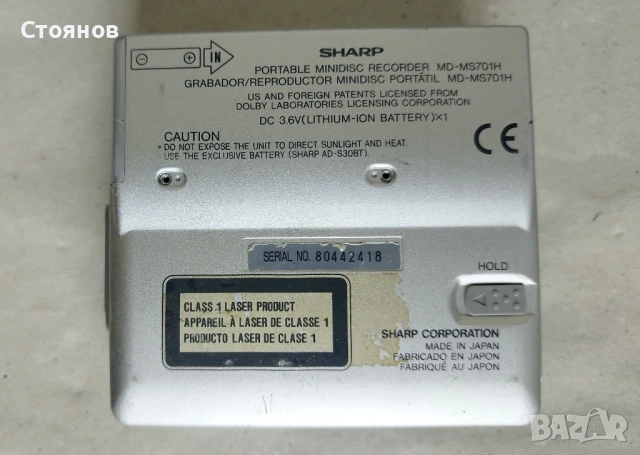 Стоянов
IN
SHARP
PORTABLE MINIDISC RECORDER MD-MS701H
GRABADOR/REPRODUCTOR MINIDISC PORTÁTIL MD-MS701H
US AND FOREIGN PATENTS LICENSED FROM
DOLBY LABORATORIES LICENSING CORPORATION
DC 3.6V(LITHIUM-ION BATTERY)×1
CAUTION
• DO NOT EXPOSE THE UNIT TO DIRECT SUNLIGHT AND HEAT.
USE THE EXCLUSIVE BATTERY (SHARP AD-S30BT).
CE
SERIAL NO. 80442418
HOLD
CLASS 1 LASER PRODUCT
APPAREIL À LASER DE CLASSE 1
PRODUCTO LASER DE CLASE 1
SHARP CORPORATION
MADE IN JAPAN
FABRICADO EN JAPON
FABRIQUÉ AU JAPON
BAZAR